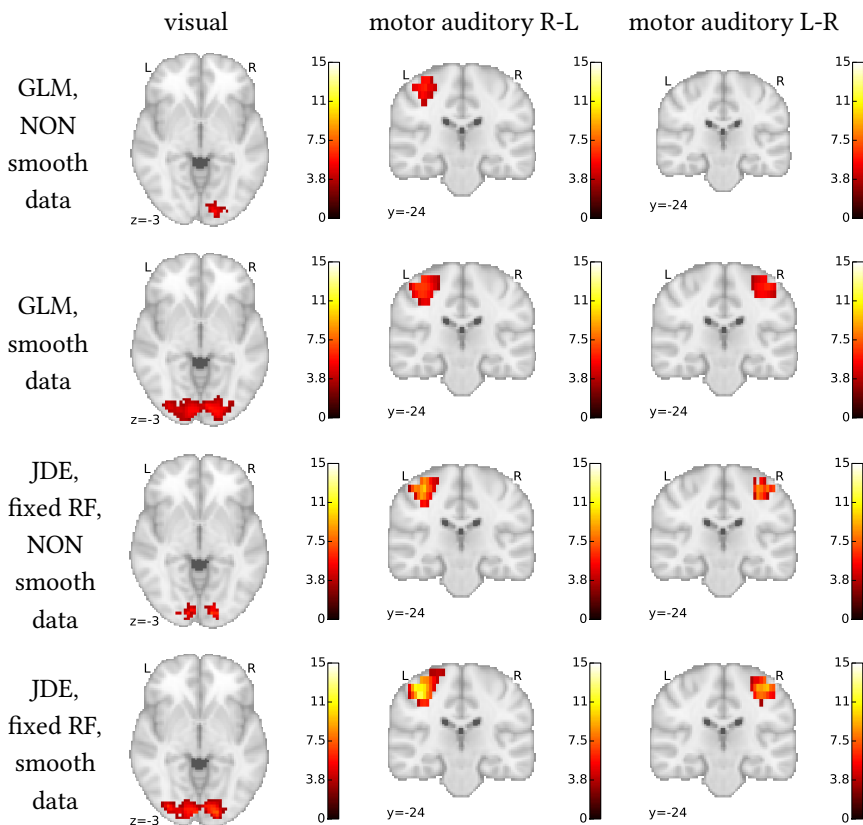 visual
motor auditory R-L
motor auditory L-R
GLM,
NON
smooth
data
L
R
z=-3
15
11
7.5
3.8
0
L
R
y=-24
15
11
7.5
3.8
0
y=-24
15
11
7.5
3.8
0
GLM,
smooth
data
L
R
z=-3
15
11
7.5
3.8
0
L
R
y=-24
15
11
7.5
3.8
0
L
R
y=-24
15
11
7.5
3.8
0
JDE,
fixed RF,
NON
smooth
data
L
R
z=-3
15
11
7.5
3.8
0
L
R
y=-24
15
11
7.5
3.8
0
L
R
y=-24
15
11
7.5
3.8
0
JDE,
fixed RF,
smooth
data
L
R
z=-3
15
11
7.5
3.8
0
L
R
y=-24
15
11
7.5
3.8
0
L
R
y=-24
15
11
7.5
3.8
0